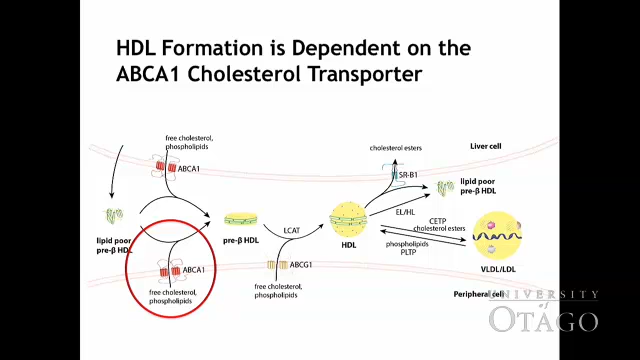 HDL Formation is Dependent on the
ABCA1 Cholesterol Transporter
free cholesterol,
phospholipids
ABCA1
cholesterol esters
Liver cell
SR-B1
lipid poor
pre-β HDL
EL/HL
lipid poor
pre-β HDL
pre-β HDL
LCAT
HDL
CETP
cholesterol esters
phospholipids
PLTP
VLDL/LDL
ABCA1
ABCG1
free cholesterol,
phospholipids
free cholesterol,
phospholipids
Peripheral cell
UNIVERSITY
of
OTAGO